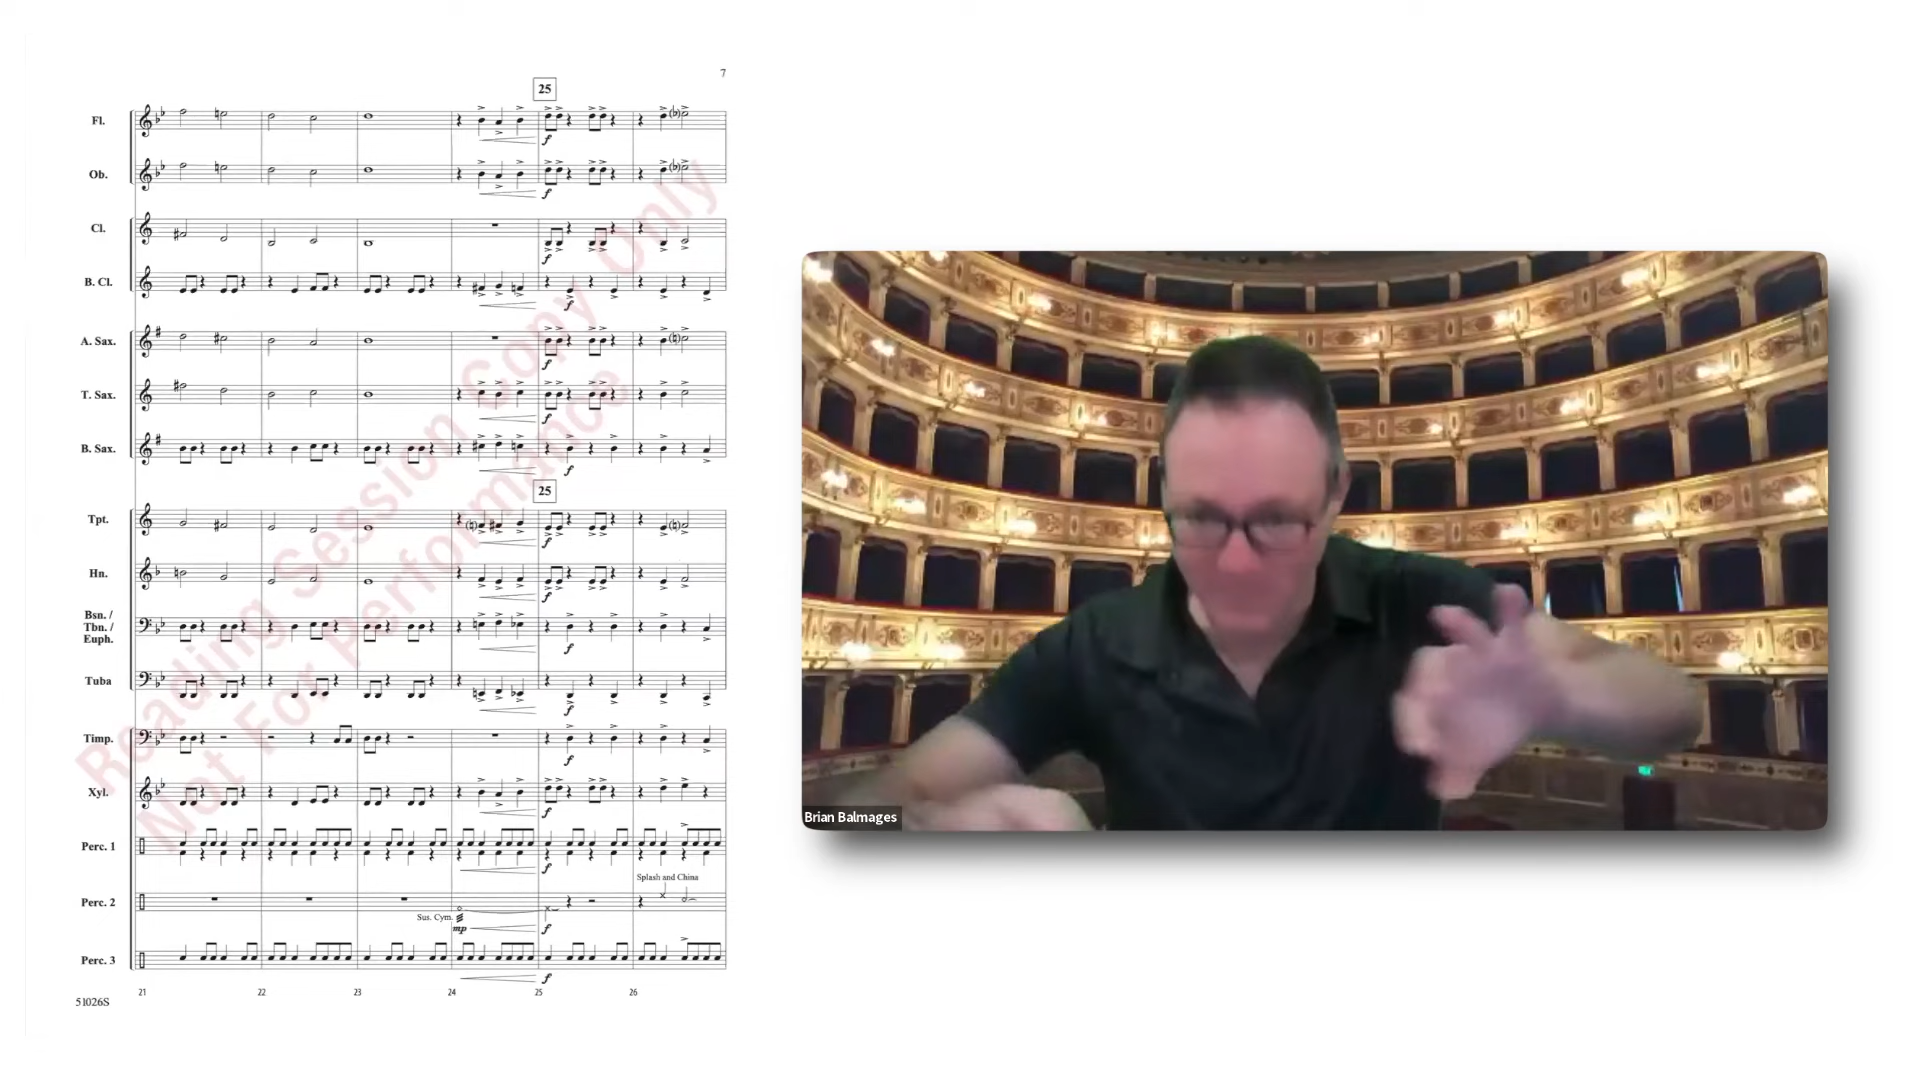 7
25
Fl.
Ob.
Cl.
B. Cl.
A. Sax.
T. Sax.
B. Sax.
25
Tpt.
Hn.
Bsn. /
Tbn. /
Euph.
Tuba
Timp.
Xyl.
Perc. 1
Splash and China
Perc. 2
Sus. Cym.
mp
f
Perc. 3
f
21 22 23 24 25 26
51026S
Reading Session Copy Only
Not For Performance
Brian Balmages